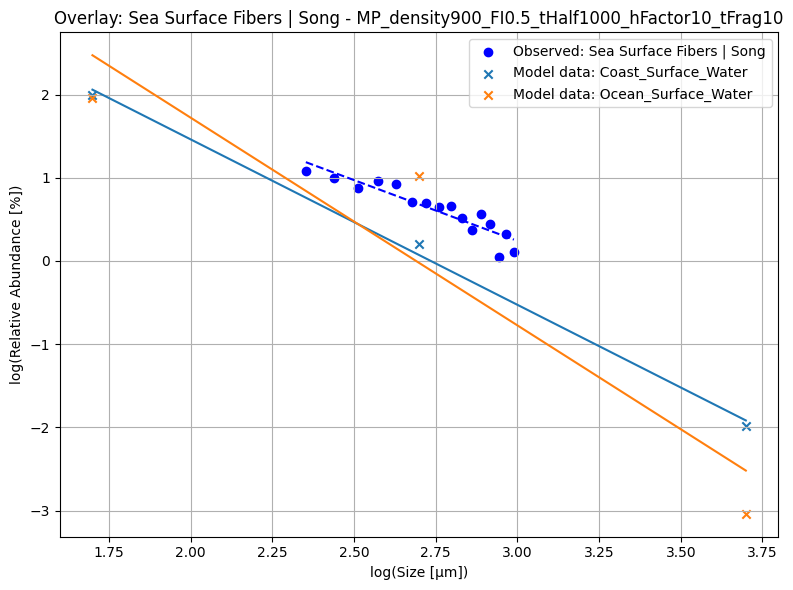 Overlay: Sea Surface Fibers | Song - MP_density900_FI0.5_tHalf1000_hFactor10_tFrag10
Observed: Sea Surface Fibers | Song
Model data: Coast_Surface_Water
Model data: Ocean_Surface_Water
log(Relative Abundance [%])
2
1
0
−1
−2
−3
1.75 2.00 2.25 2.50 2.75 3.00 3.25 3.50 3.75
log(Size [µm])